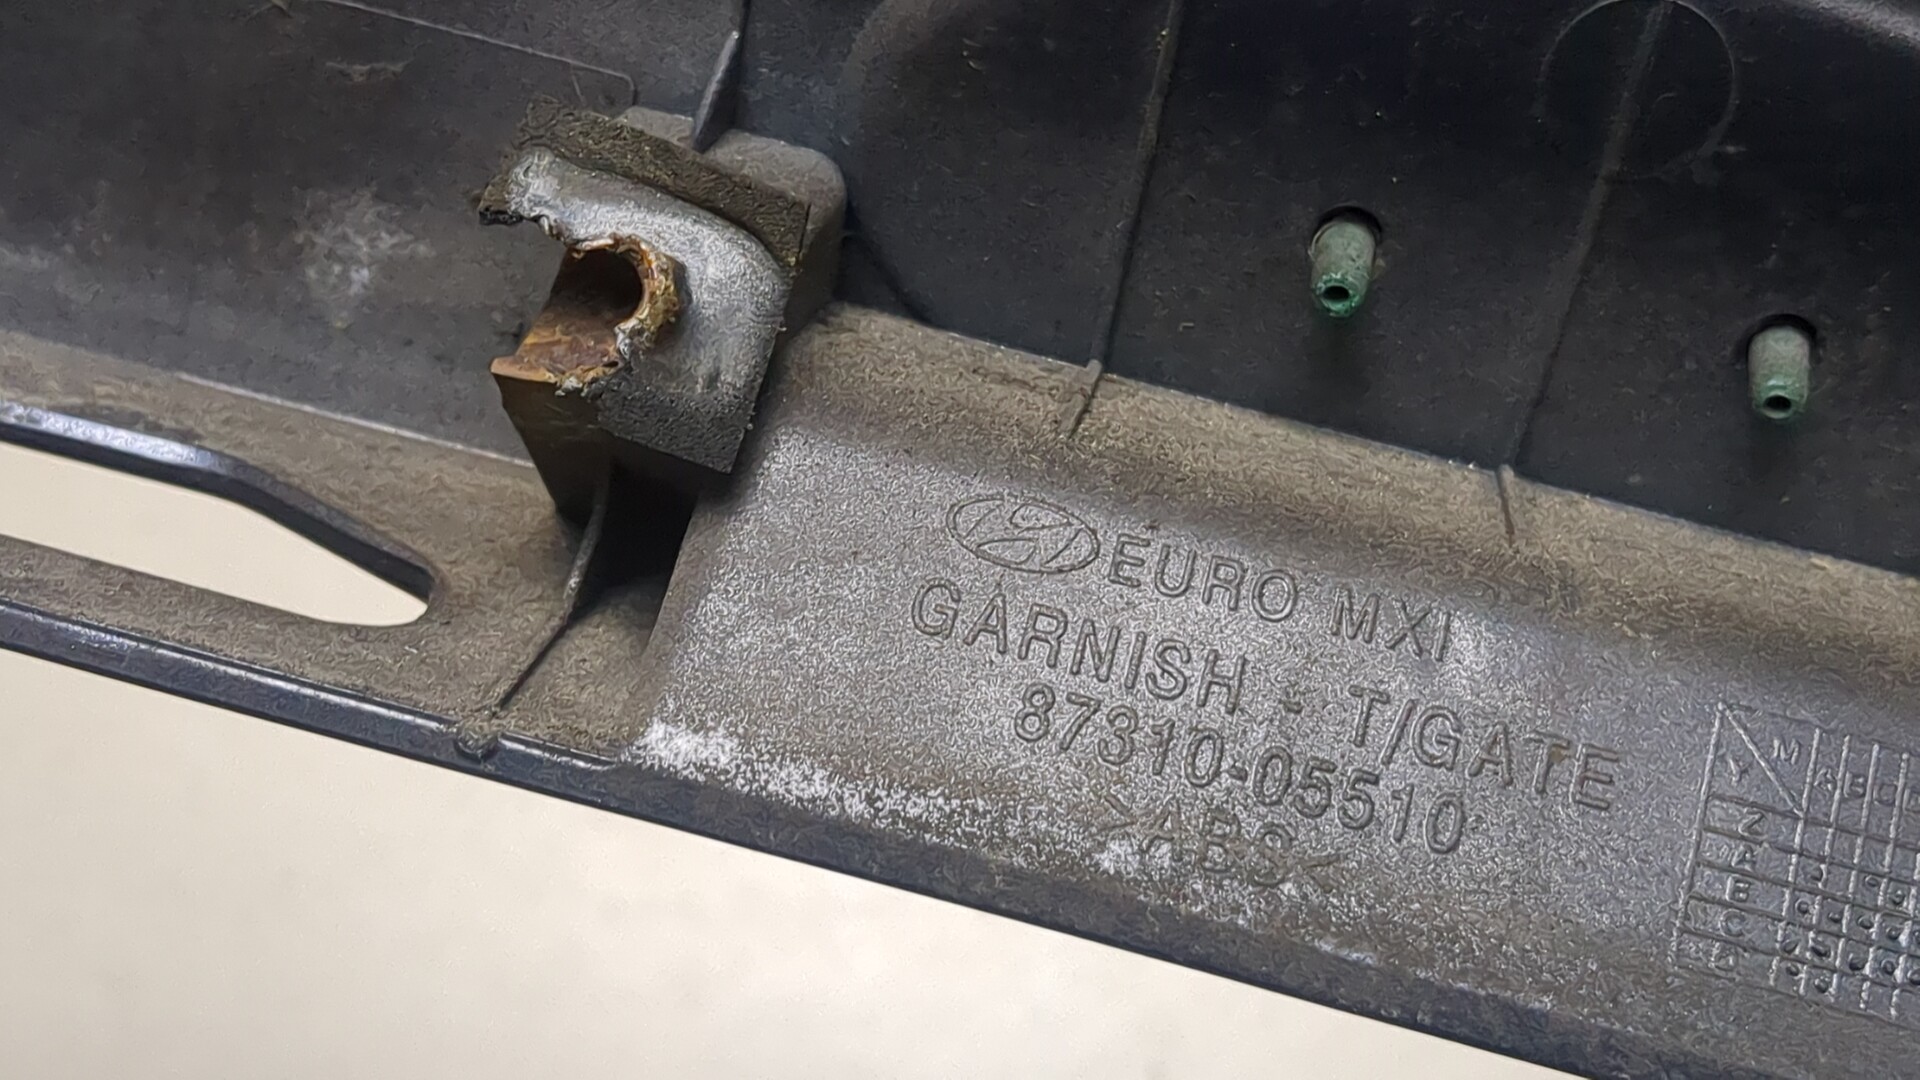 EURO MXI
GARNISH - T/GATE
87310-05510
>ABS<
M
Y
A B
Z
A
B
C